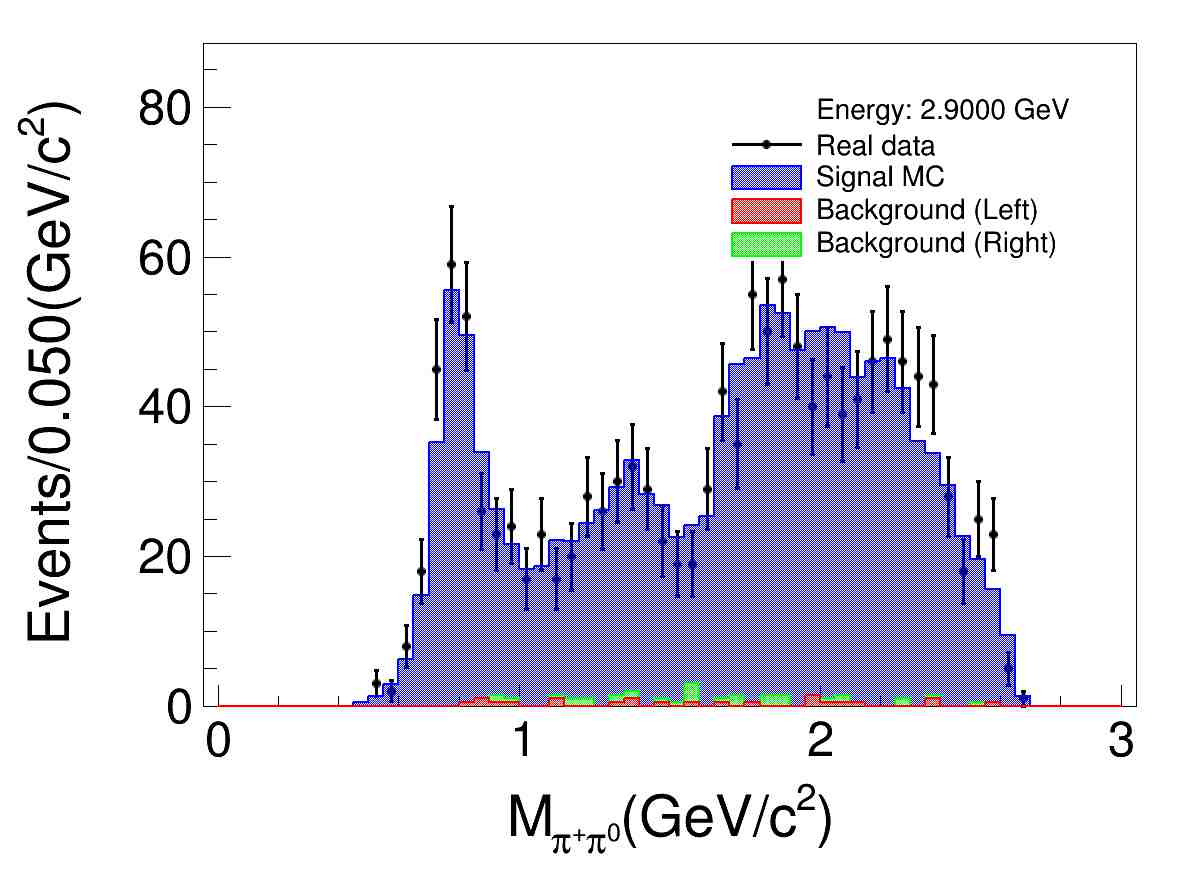 Events/0.050(GeV/c²)
80
60
40
20
0
Energy: 2.9000 GeV
Real data
Signal MC
Background (Left)
Background (Right)
0 1 2 3
M_π⁺π⁰(GeV/c²)